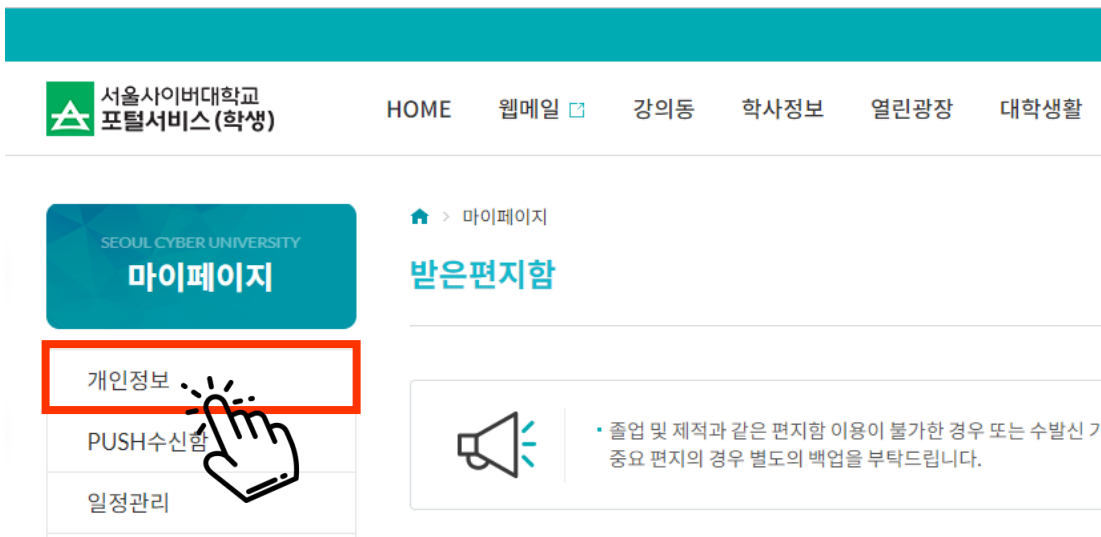 서울사이버대학교
포털서비스(학생)
HOME 웹메일 강의동 학사정보 열린광장 대학생활
SEOUL CYBER UNIVERSITY
마이페이지
> 마이페이지
받은편지함
개인정보
PUSH수신함
일정관리
• 졸업 및 제적과 같은 편지함 이용이 불가한 경우 또는 수발신
중요 편지의 경우 별도의 백업을 부탁드립니다.